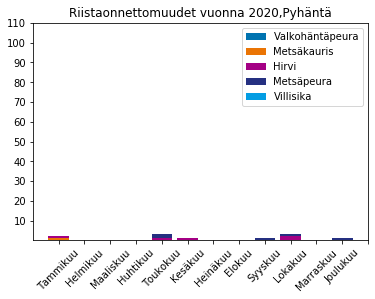 Riistaonnettomuudet vuonna 2020,Pyhäntä
110
100
90
80
70
60
50
40
30
20
10
Valkohäntäpeura
Metsäkauris
Hirvi
Metsäpeura
Villisika
Tammikuu
Helmikuu
Maaliskuu
Huhtikuu
Toukokuu
Kesäkuu
Heinäkuu
Elokuu
Syyskuu
Lokakuu
Marraskuu
Joulukuu